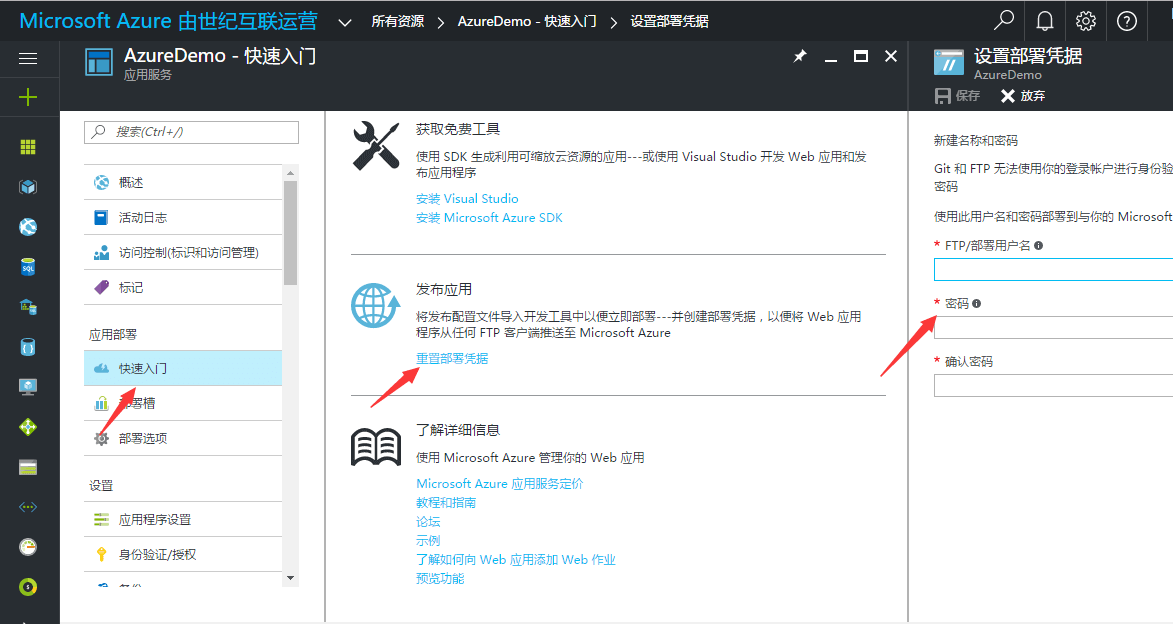 Microsoft Azure 由世纪互联运营
所有资源
AzureDemo - 快速入门
设置部署凭据
AzureDemo - 快速入门
应用服务
搜索(Ctrl+/)
概述
活动日志
访问控制(标识和访问管理)
标记
应用部署
快速入门
部署槽
部署选项
设置
应用程序设置
身份验证/授权
备份
获取免费工具
使用 SDK 生成利用可缩放云资源的应用---或使用 Visual Studio 开发 Web 应用和发
布应用程序
安装 Visual Studio
安装 Microsoft Azure SDK
发布应用
将发布配置文件导入开发工具中以便立即部署---并创建部署凭据，以便将 Web 应用
程序从任何 FTP 客户端推送至 Microsoft Azure
重置部署凭据
了解详细信息
使用 Microsoft Azure 管理你的 Web 应用
Microsoft Azure 应用服务定价
教程和指南
论坛
示例
了解如何向 Web 应用添加 Web 作业
预览功能
设置部署凭据
AzureDemo
保存
放弃
新建名称和密码
Git 和 FTP 无法使用你的登录帐户进行身份验
密码
使用此用户名和密码部署到与你的 Microsoft
* FTP/部署用户名
* 密码
* 确认密码
SQL